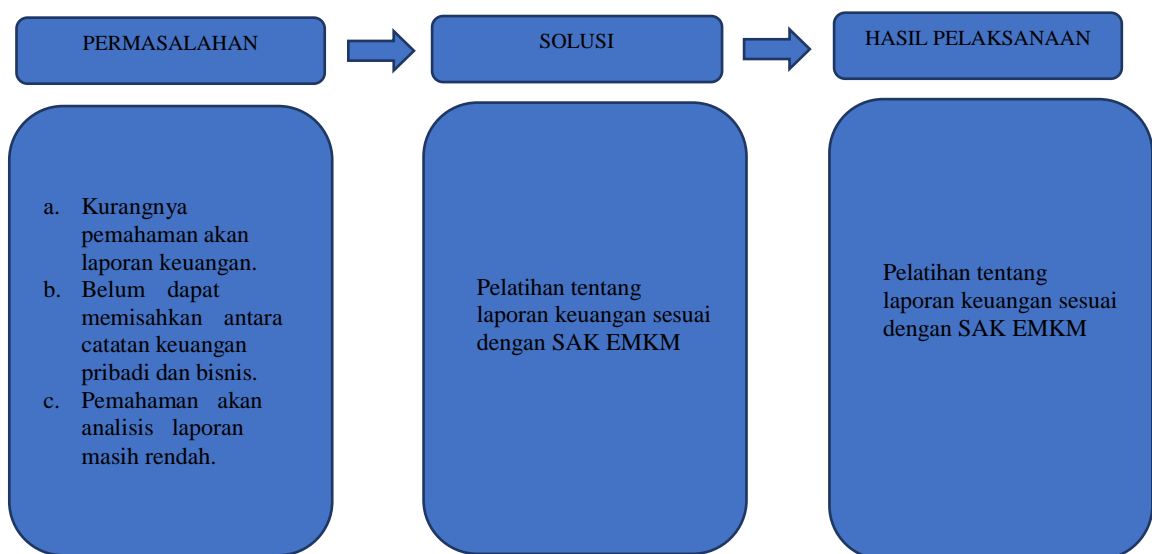 PERMASALAHAN
SOLUSI
HASIL PELAKSANAAN
a. Kurangnya
pemahaman akan
laporan keuangan.
b. Belum dapat
memisahkan antara
catatan keuangan
pribadi dan bisnis.
c. Pemahaman akan
analisis laporan
masih rendah.
Pelatihan tentang
laporan keuangan sesuai
dengan SAK EMKM
Pelatihan tentang
laporan keuangan sesuai
dengan SAK EMKM